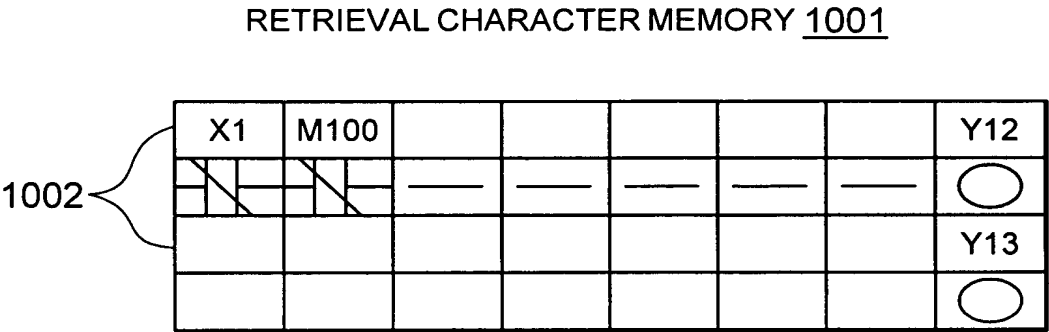 RETRIEVAL CHARACTER MEMORY 1001
X1 M100 Y12
1002
Y13